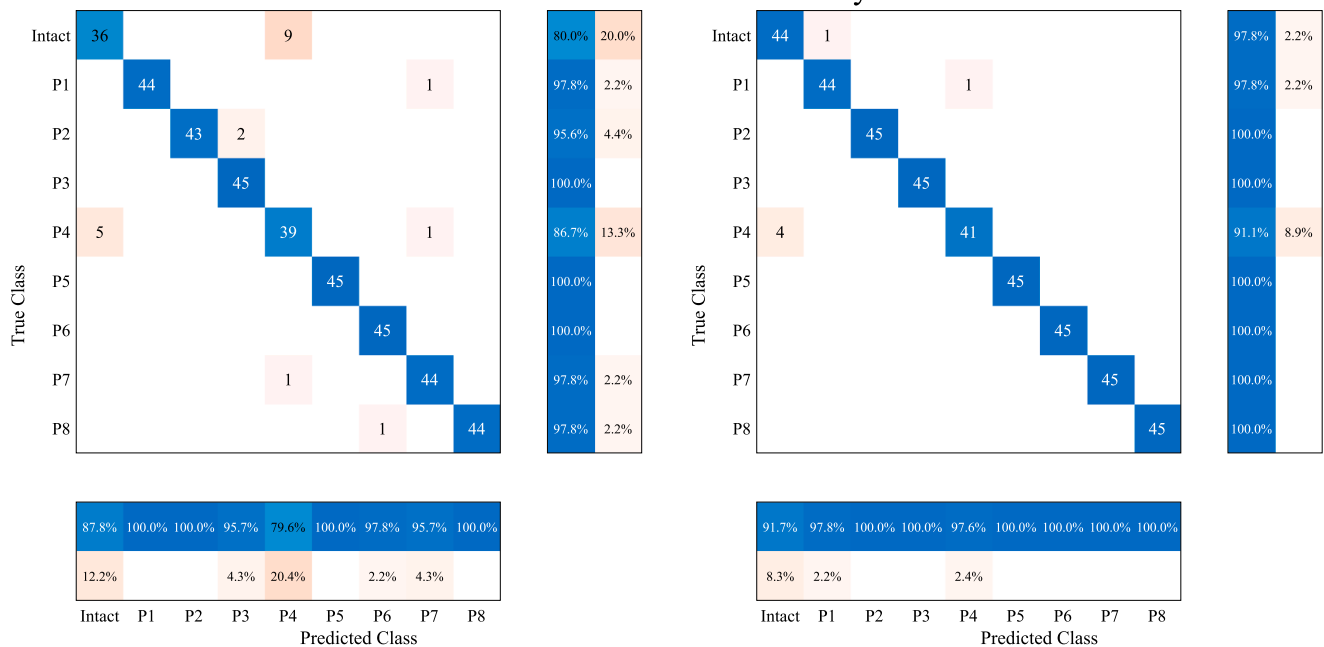 y
Intact 36 9 80.0% 20.0%
P1 44 1 97.8% 2.2%
P2 43 2 95.6% 4.4%
P3 45 100.0%
P4 5 39 1 86.7% 13.3%
P5 45 100.0%
P6 45 100.0%
P7 1 44 97.8% 2.2%
P8 1 44 97.8% 2.2%
True Class
87.8% 100.0% 100.0% 95.7% 79.6% 100.0% 97.8% 95.7% 100.0%
12.2% 4.3% 20.4% 2.2% 4.3%
Intact P1 P2 P3 P4 P5 P6 P7 P8
Predicted Class
Intact 44 1 97.8% 2.2%
P1 44 1 97.8% 2.2%
P2 45 100.0%
P3 45 100.0%
P4 4 41 91.1% 8.9%
P5 45 100.0%
P6 45 100.0%
P7 45 100.0%
P8 45 100.0%
True Class
91.7% 97.8% 100.0% 100.0% 97.6% 100.0% 100.0% 100.0% 100.0%
8.3% 2.2% 2.4%
Intact P1 P2 P3 P4 P5 P6 P7 P8
Predicted Class